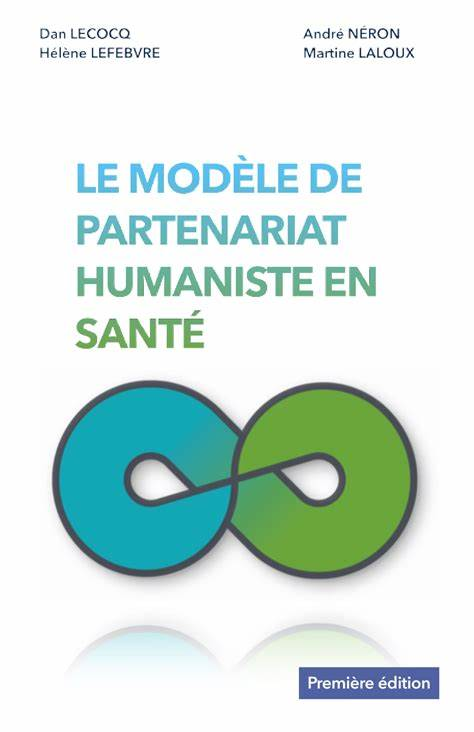 Dan LECOCQ
Hélène LEFEBVRE
André NÉRON
Martine LALOUX
LE MODÈLE DE
PARTENARIAT
HUMANISTE EN
SANTÉ
Première édition